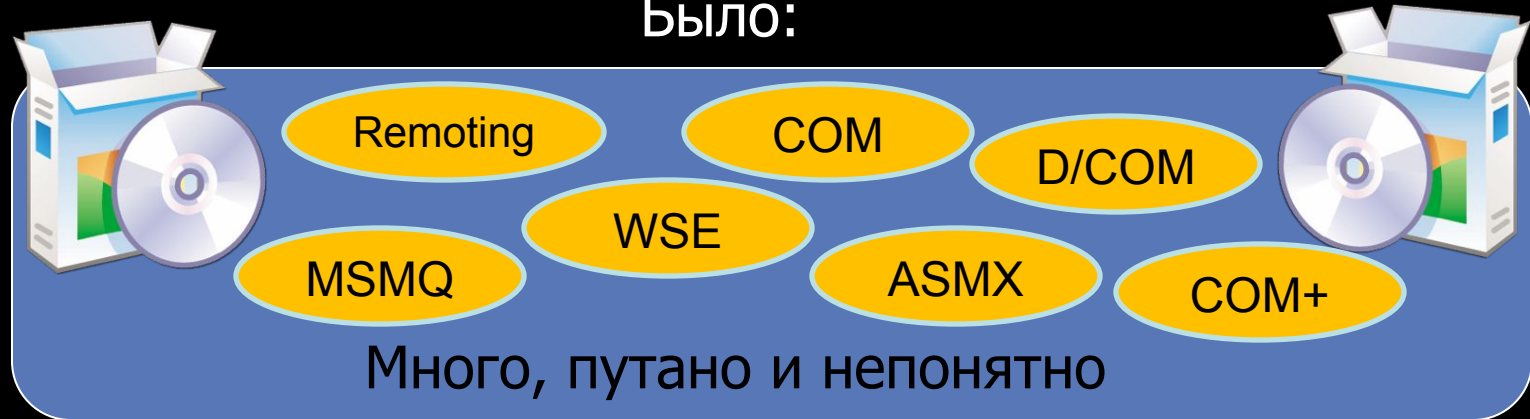 Было:
Remoting
COM
D/COM
WSE
MSMQ
ASMX
COM+
Много, путано и непонятно